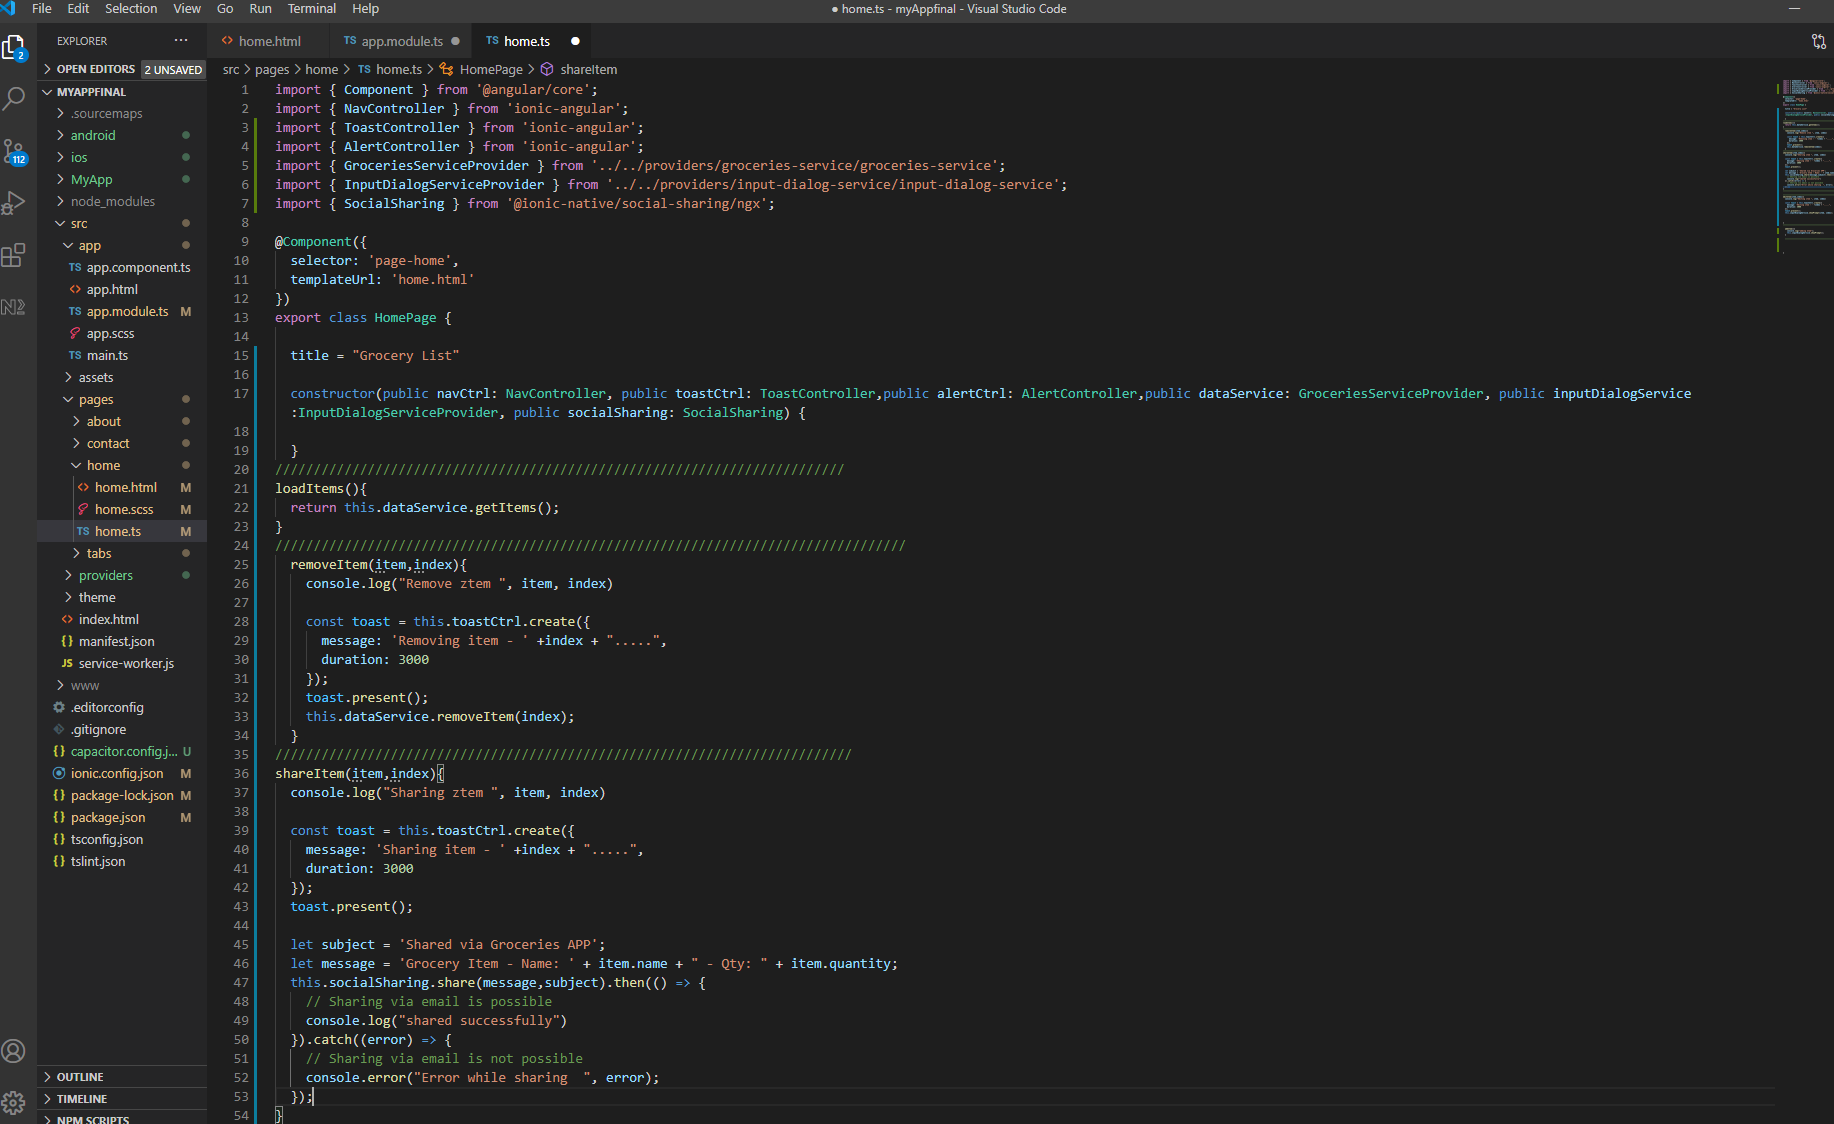 File Edit Selection View Go Run Terminal Help
● home.ts - myAppfinal - Visual Studio Code
EXPLORER ···
<> home.html
TS app.module.ts ●
TS home.ts ●
2
OPEN EDITORS 2 UNSAVED
src > pages > home > TS home.ts > HomePage > shareItem
MYAPPFINAL
.sourcemaps
android
ios
112
MyApp
node_modules
src
app
TS app.component.ts
<> app.html
TS app.module.ts M
app.scss
TS main.ts
assets
pages
about
contact
home
<> home.html M
home.scss M
TS home.ts M
tabs
providers
theme
<> index.html
{} manifest.json
JS service-worker.js
www
.editorconfig
.gitignore
{} capacitor.config.j... U
ionic.config.json M
{} package-lock.json M
{} package.json M
{} tsconfig.json
{} tslint.json
OUTLINE
TIMELINE
NPM SCRIPTS
1 import { Component } from '@angular/core';
2 import { NavController } from 'ionic-angular';
3 import { ToastController } from 'ionic-angular';
4 import { AlertController } from 'ionic-angular';
5 import { GroceriesServiceProvider } from '../../providers/groceries-service/groceries-service';
6 import { InputDialogServiceProvider } from '../../providers/input-dialog-service/input-dialog-service';
7 import { SocialSharing } from '@ionic-native/social-sharing/ngx';
8
9 @Component({
10 selector: 'page-home',
11 templateUrl: 'home.html'
12 })
13 export class HomePage {
14
15 title = "Grocery List"
16
17 constructor(public navCtrl: NavController, public toastCtrl: ToastController,public alertCtrl: AlertController,public dataService: GroceriesServiceProvider, public inputDialogService
:InputDialogServiceProvider, public socialSharing: SocialSharing) {
18
19 }
20 //////////////////////////////////////////////////////////////////////////
21 loadItems(){
22 return this.dataService.getItems();
23 }
24 //////////////////////////////////////////////////////////////////////////////////
25 removeItem(item,index){
26 console.log("Remove ztem ", item, index)
27
28 const toast = this.toastCtrl.create({
29 message: 'Removing item - ' +index + ".....",
30 duration: 3000
31 });
32 toast.present();
33 this.dataService.removeItem(index);
34 }
35 ///////////////////////////////////////////////////////////////////////////
36 shareItem(item,index){
37 console.log("Sharing ztem ", item, index)
38
39 const toast = this.toastCtrl.create({
40 message: 'Sharing item - ' +index + ".....",
41 duration: 3000
42 });
43 toast.present();
44
45 let subject = 'Shared via Groceries APP';
46 let message = 'Grocery Item - Name: ' + item.name + " - Qty: " + item.quantity;
47 this.socialSharing.share(message,subject).then(() => {
48 // Sharing via email is possible
49 console.log("shared successfully")
50 }).catch((error) => {
51 // Sharing via email is not possible
52 console.error("Error while sharing  ", error);
53 });
54 }